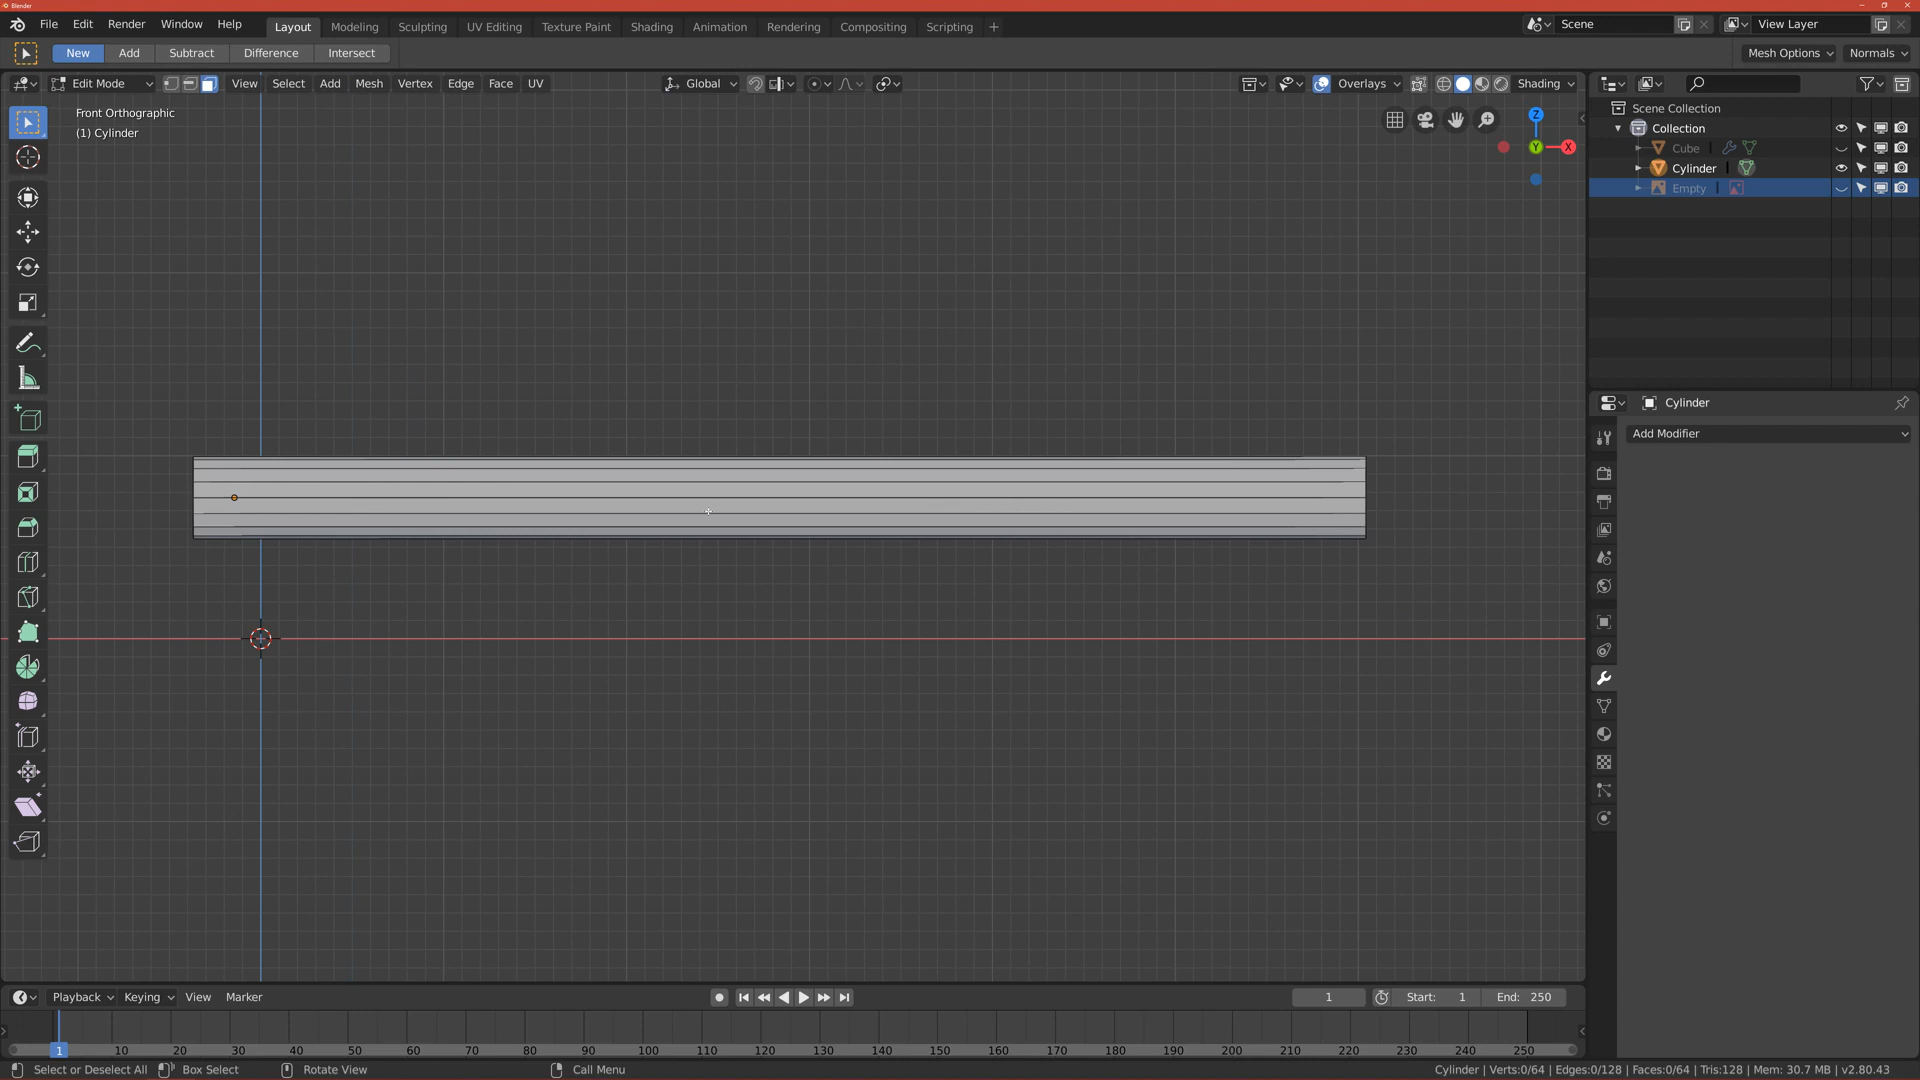 Blender
File Edit Render Window Help Layout Modeling Sculpting UV Editing Texture Paint Shading Animation Rendering Compositing Scripting + Scene View Layer
New Add Subtract Difference Intersect Mesh Options Normals
Edit Mode View Select Add Mesh Vertex Edge Face UV Global Overlays Shading
Front Orthographic
(1) Cylinder
Z
Y X
Scene Collection
Collection
Cube
Cylinder
Empty
Cylinder
Add Modifier
Playback Keying View Marker 1 Start: 1 End: 250
1 10 20 30 40 50 60 70 80 90 100 110 120 130 140 150 160 170 180 190 200 210 220 230 240 250
Select or Deselect All Box Select Rotate View Call Menu Cylinder | Verts:0/64 | Edges:0/128 | Faces:0/64 | Tris:128 | Mem: 30.7 MB | v2.80.43